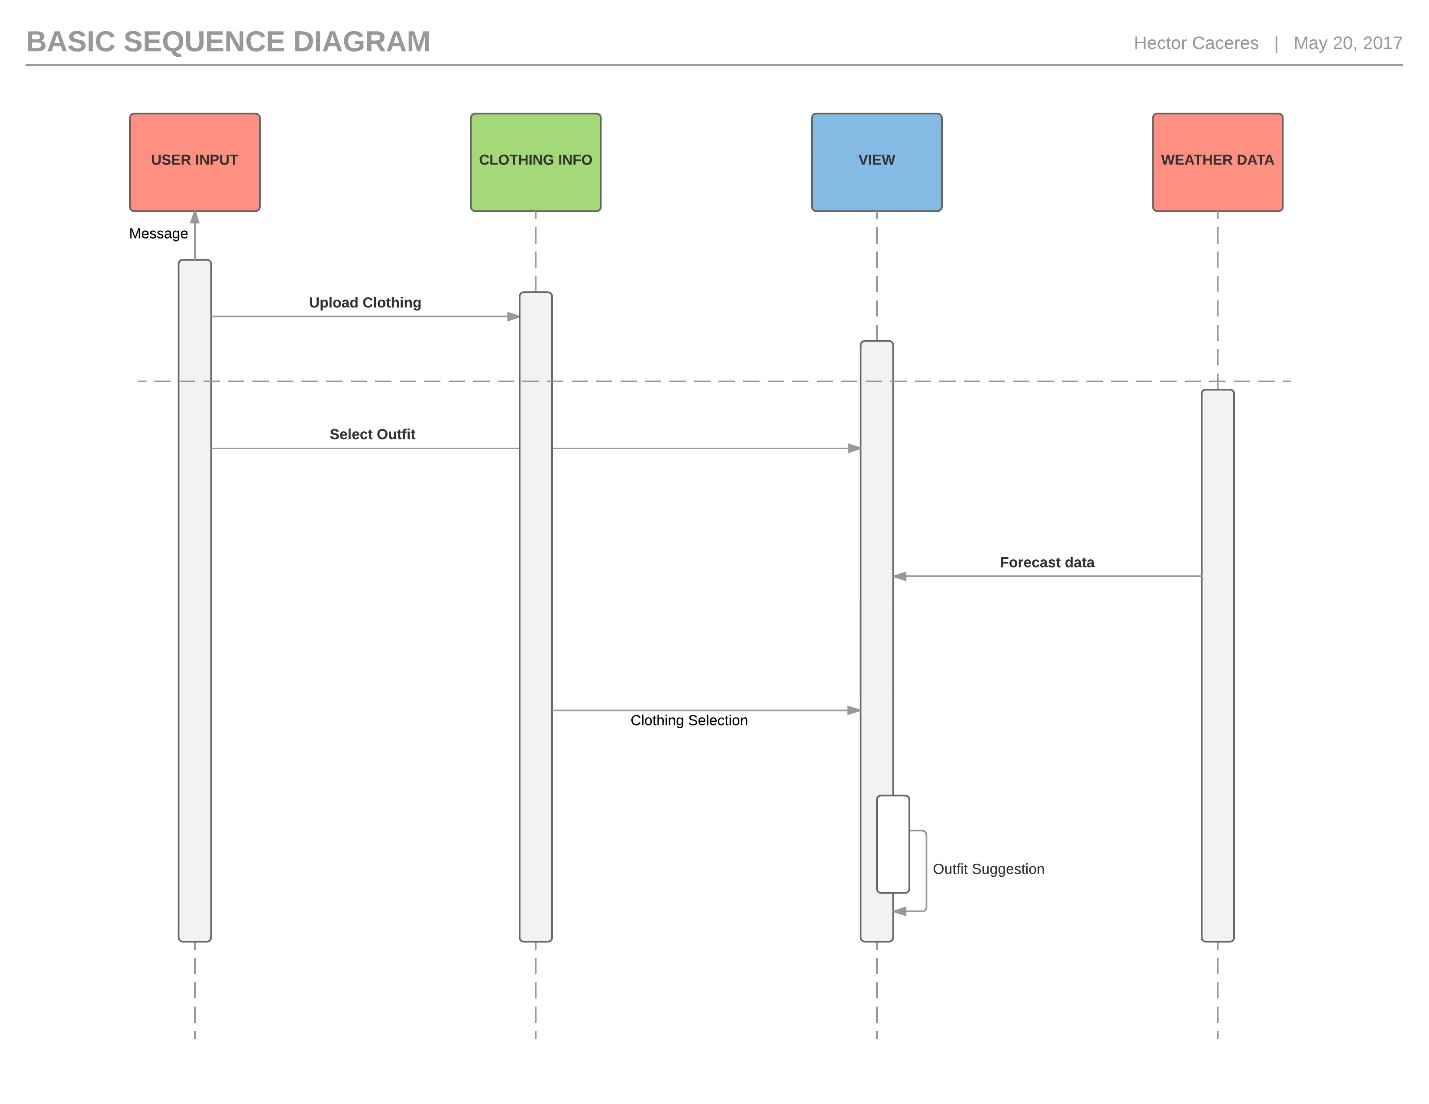 BASIC SEQUENCE DIAGRAM
Hector Caceres | May 20, 2017
USER INPUT
CLOTHING INFO
VIEW
WEATHER DATA
Message
Upload Clothing
Select Outfit
Forecast data
Clothing Selection
Outfit Suggestion